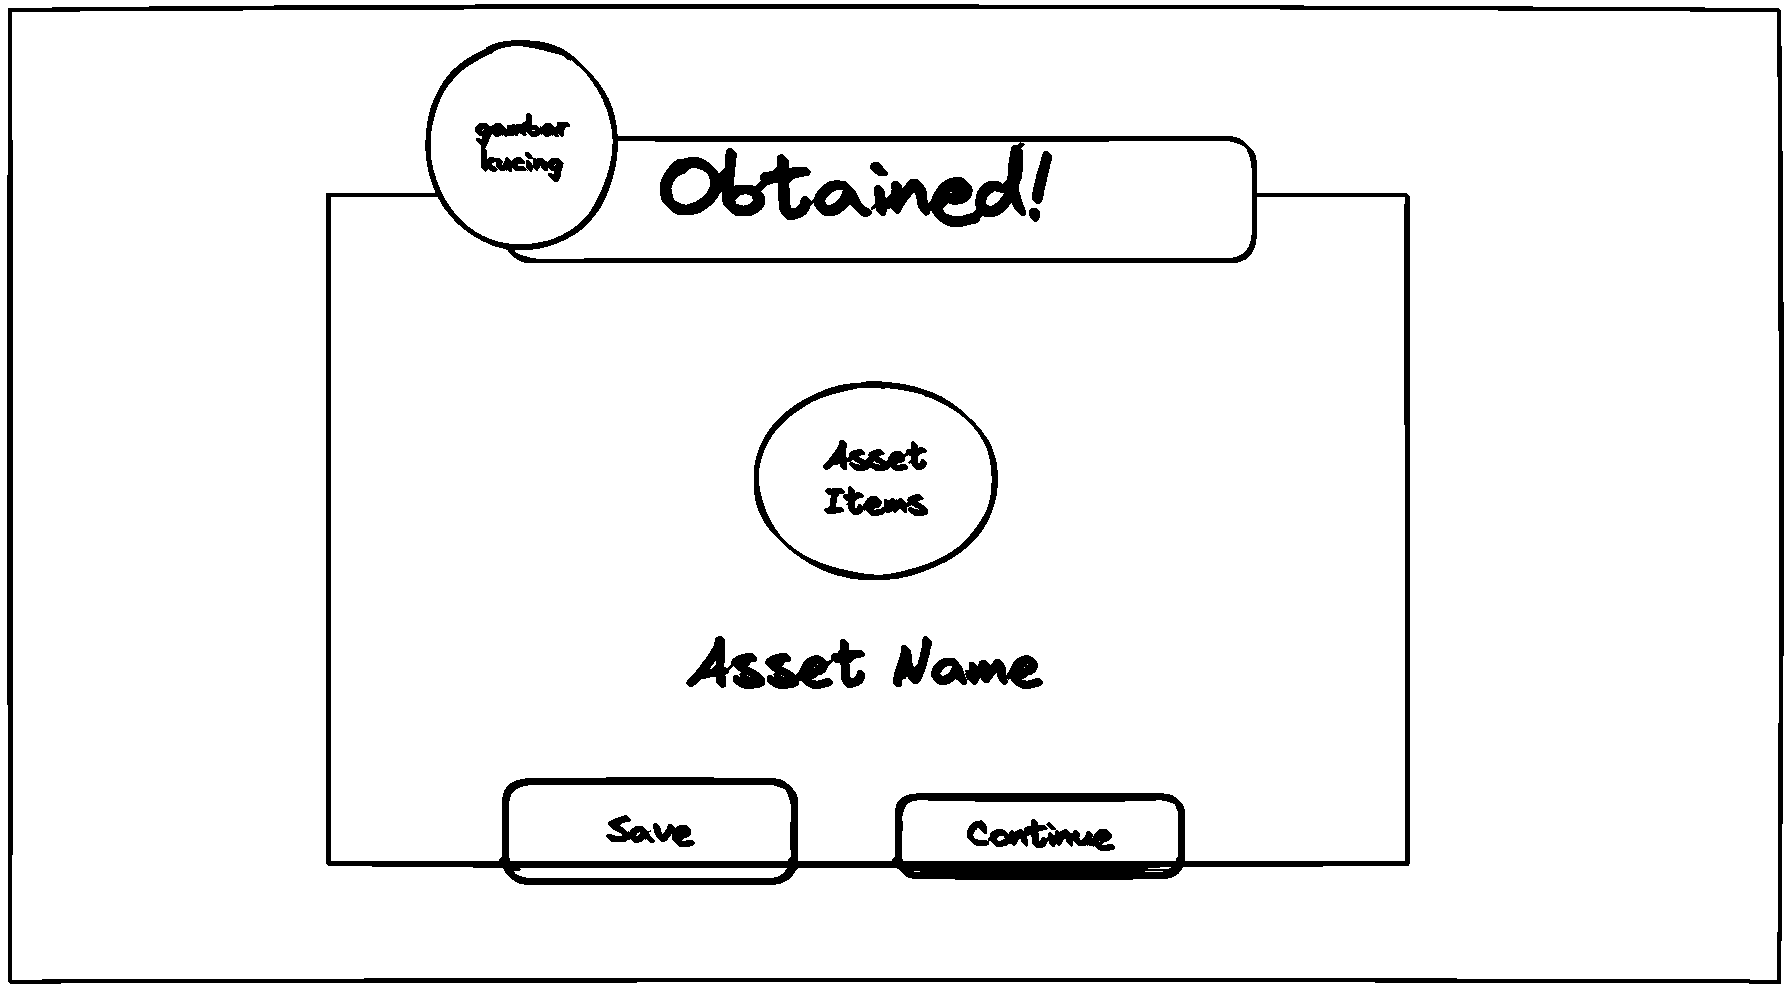 gambar
kucing
Obtained!
Asset
Items
Asset Name
Save
Continue